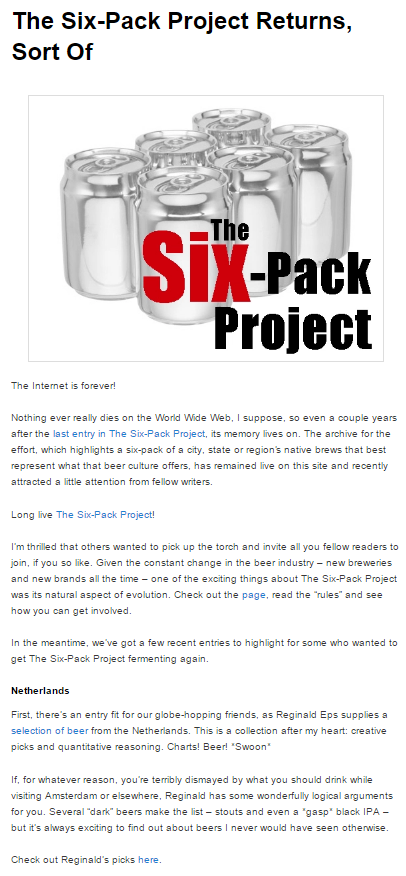 The Six-Pack Project Returns,
Sort Of
The
Six-Pack
Project
The Internet is forever!
Nothing ever really dies on the World Wide Web, I suppose, so even a couple years
after the last entry in The Six-Pack Project, its memory lives on. The archive for the
effort, which highlights a six-pack of a city, state or region's native brews that best
represent what that beer culture offers, has remained live on this site and recently
attracted a little attention from fellow writers.
Long live The Six-Pack Project!
I'm thrilled that others wanted to pick up the torch and invite all you fellow readers to
join, if you so like. Given the constant change in the beer industry – new breweries
and new brands all the time – one of the exciting things about The Six-Pack Project
was its natural aspect of evolution. Check out the page, read the “rules” and see
how you can get involved.
In the meantime, we've got a few recent entries to highlight for some who wanted to
get The Six-Pack Project fermenting again.
Netherlands
First, there's an entry fit for our globe-hopping friends, as Reginald Eps supplies a
selection of beer from the Netherlands. This is a collection after my heart: creative
picks and quantitative reasoning. Charts! Beer! *Swoon*
If, for whatever reason, you're terribly dismayed by what you should drink while
visiting Amsterdam or elsewhere, Reginald has some wonderfully logical arguments
for you. Several “dark” beers make the list – stouts and even a *gasp* black IPA –
but it's always exciting to find out about beers I never would have seen otherwise.
Check out Reginald's picks here.